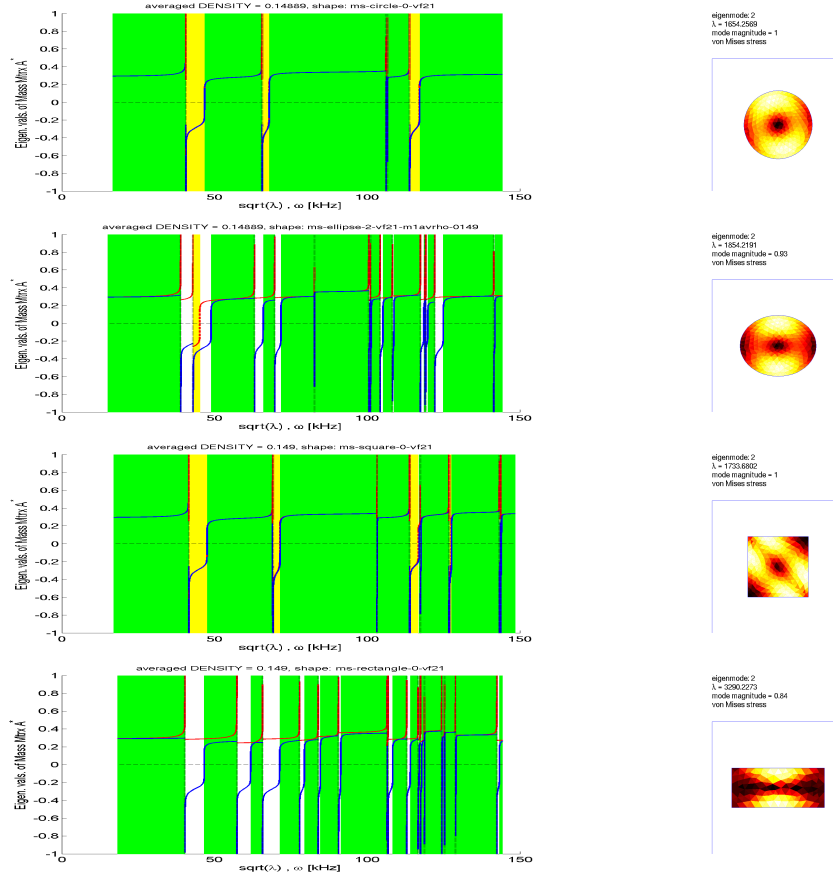 averaged DENSITY = 0.14889, shape: ms-circle-0-vf21
1
0.8
0.6
0.4
0.2
0
-0.2
-0.4
-0.6
-0.8
-1
Eigen. vals. of Mass Mtrx A*
0 50 100 150
sqrt(λ) , ω [kHz]
eigenmode: 2
λ = 1654.2569
mode magnitude = 1
von Mises stress
averaged DENSITY = 0.14889, shape: ms-ellipse-2-vf21-m1avrho-0149
1
0.8
0.6
0.4
0.2
0
-0.2
-0.4
-0.6
-0.8
-1
Eigen. vals. of Mass Mtrx A*
0 50 100 150
sqrt(λ) , ω [kHz]
eigenmode: 2
λ = 1854.2191
mode magnitude = 0.93
von Mises stress
averaged DENSITY = 0.149, shape: ms-square-0-vf21
1
0.8
0.6
0.4
0.2
0
-0.2
-0.4
-0.6
-0.8
-1
Eigen. vals. of Mass Mtrx A*
0 50 100 150
sqrt(λ) , ω [kHz]
eigenmode: 2
λ = 1733.6802
mode magnitude = 1
von Mises stress
averaged DENSITY = 0.149, shape: ms-rectangle-0-vf21
1
0.8
0.6
0.4
0.2
0
-0.2
-0.4
-0.6
-0.8
-1
Eigen. vals. of Mass Mtrx A*
0 50 100 150
sqrt(λ) , ω [kHz]
eigenmode: 2
λ = 3290.2273
mode magnitude = 0.84
von Mises stress